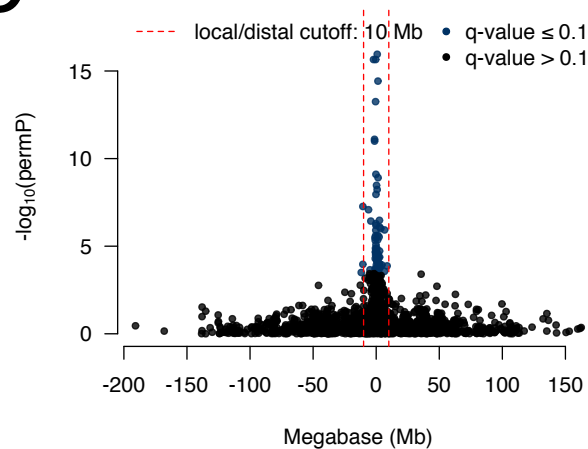 local/distal cutoff: 10 Mb
q-value ≤ 0.1
q-value > 0.1
-log₁₀(permP)
15
10
5
0
-200 -150 -100 -50 0 50 100 150
Megabase (Mb)